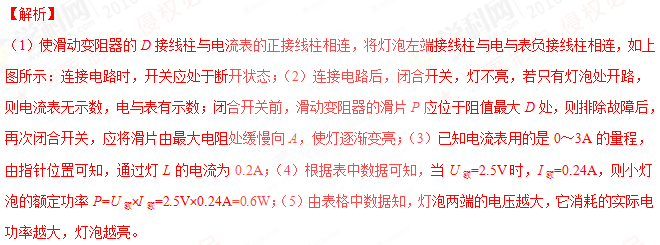 【解析】
(1)使滑动变阻器的 D 接线柱与电流表的正接线柱相连,将灯泡左端接线柱与电与表负接线柱相连,如上
图所示:连接电路时,开关应处于断开状态;(2)连接电路后,闭合开关,灯不亮,若只有灯泡处开路,
则电流表无示数,电与表有示数;闭合开关前,滑动变阻器的滑片 P 应位于阻值最大 D 处,则排除故障后,
再次闭合开关,应将滑片由最大电阻处缓慢向 A,使灯逐渐变亮;(3)已知电流表用的是 0~3A 的量程,
由指针位置可知,通过灯 L 的电流为 0.2A;(4)根据表中数据可知,当 U额=2.5V 时,I额=0.24A,则小灯
泡的额定功率 P=U额×I额=2.5V×0.24A=0.6W;(5)由表格中数据知,灯泡两端的电压越大,它消耗的实际电
功率越大,灯泡越亮。